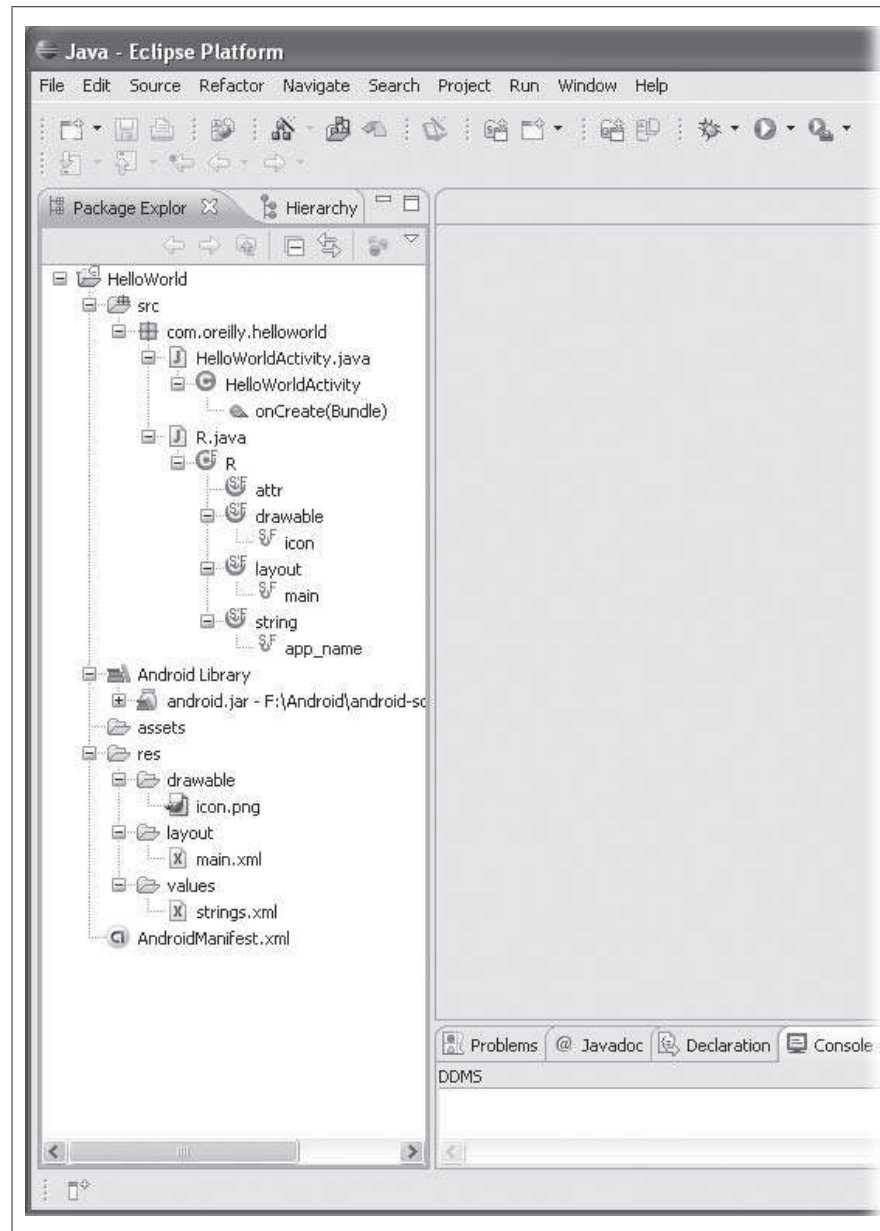 Java - Eclipse Platform
File Edit Source Refactor Navigate Search Project Run Window Help
Package Explor Hierarchy
HelloWorld
src
com.oreilly.helloworld
HelloWorldActivity.java
HelloWorldActivity
onCreate(Bundle)
R.java
R
attr
drawable
icon
layout
main
string
app_name
Android Library
android.jar - F:\Android\android-sc
assets
res
drawable
icon.png
layout
main.xml
values
strings.xml
AndroidManifest.xml
Problems @ Javadoc Declaration Console
DDMS